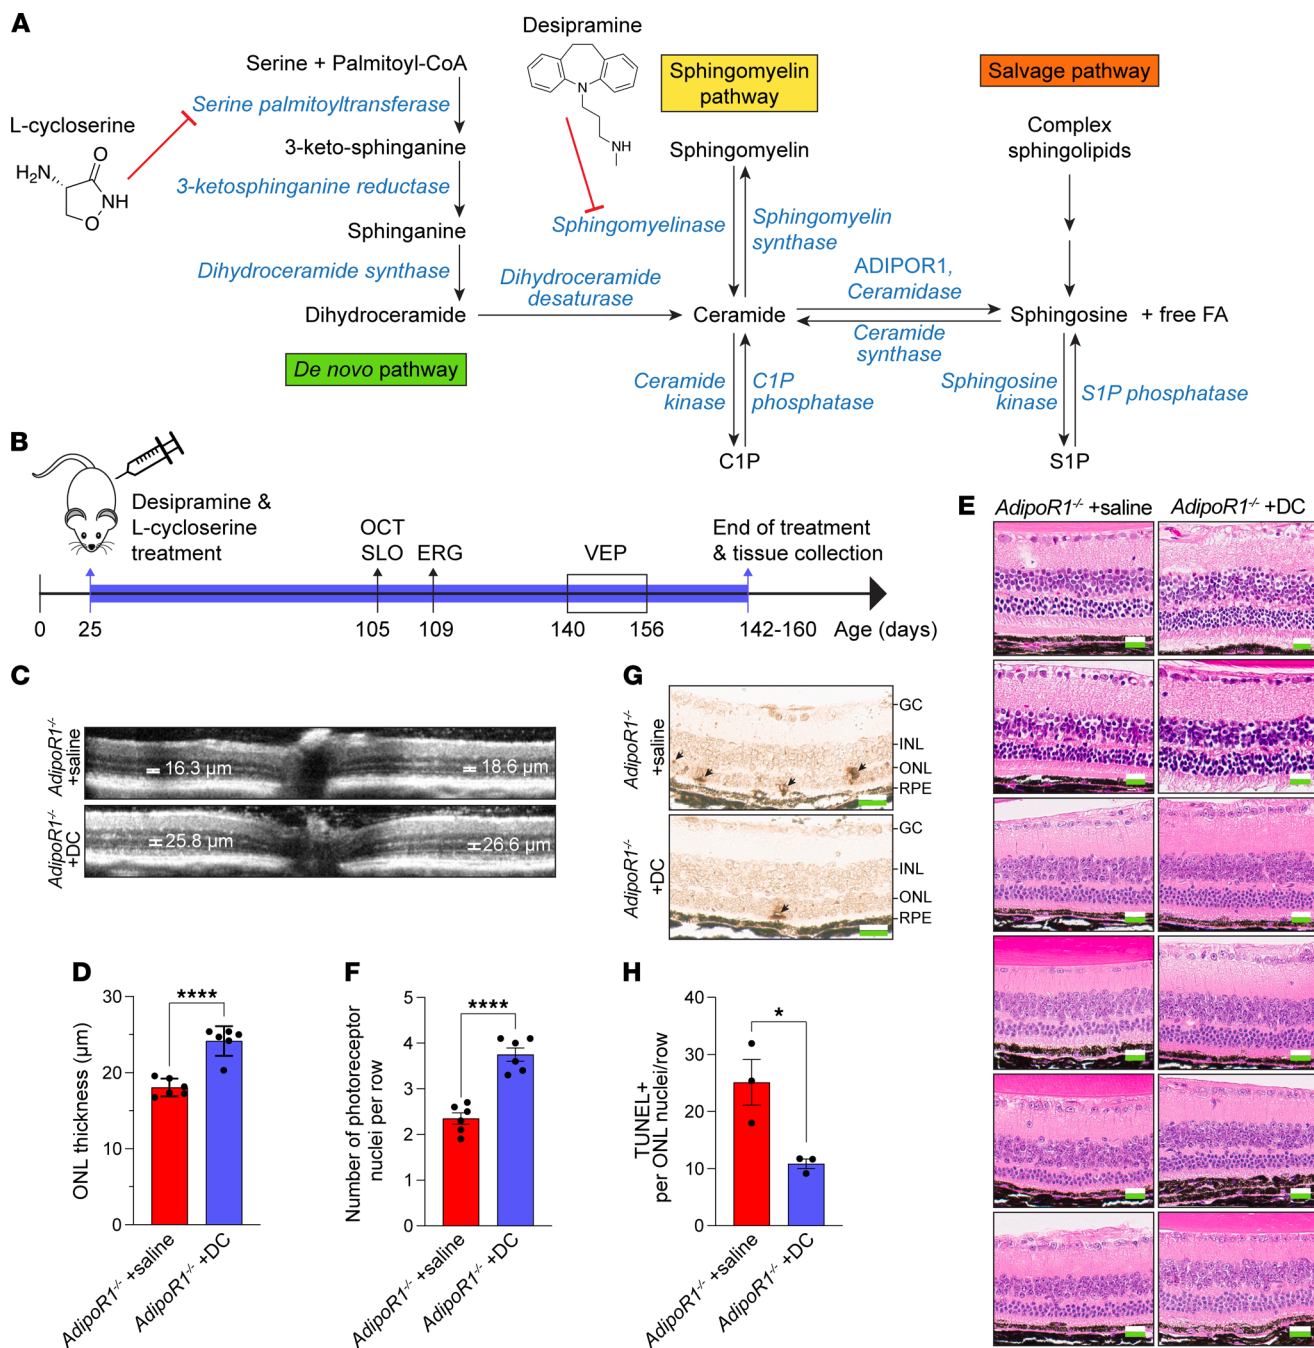 A
Desipramine
N
NH
Serine + Palmitoyl-CoA
Serine palmitoyltransferase
L-cycloserine
H₂N
O
NH
O
3-keto-sphinganine
3-ketosphinganine reductase
Sphinganine
Dihydroceramide synthase
Dihydroceramide
De novo pathway
Dihydroceramide
desaturase
Sphingomyelin
pathway
Sphingomyelin
Sphingomyelinase
Sphingomyelin
synthase
Ceramide
ADIPOR1,
Ceramidase
Ceramide
synthase
Ceramide
kinase
C1P
phosphatase
C1P
Salvage pathway
Complex
sphingolipids
Sphingosine + free FA
Sphingosine
kinase
S1P phosphatase
S1P
B
Desipramine &
L-cycloserine
treatment
OCT
SLO
ERG
VEP
End of treatment
& tissue collection
0
25
105
109
140
156
142-160
Age (days)
C
AdipoR1⁻/⁻
+saline
16.3 µm
18.6 µm
AdipoR1⁻/⁻
+DC
25.8 µm
26.6 µm
D
ONL thickness (µm)
30
20
10
0
****
AdipoR1⁻/⁻ +saline
AdipoR1⁻/⁻ +DC
E
AdipoR1⁻/⁻ +saline
AdipoR1⁻/⁻ +DC
F
Number of photoreceptor
nuclei per row
5
4
3
2
1
0
****
AdipoR1⁻/⁻ +saline
AdipoR1⁻/⁻ +DC
G
AdipoR1⁻/⁻
+saline
GC
INL
ONL
RPE
AdipoR1⁻/⁻
+DC
GC
INL
ONL
RPE
H
TUNEL+
per ONL nuclei/row
40
30
20
10
0
*
AdipoR1⁻/⁻ +saline
AdipoR1⁻/⁻ +DC